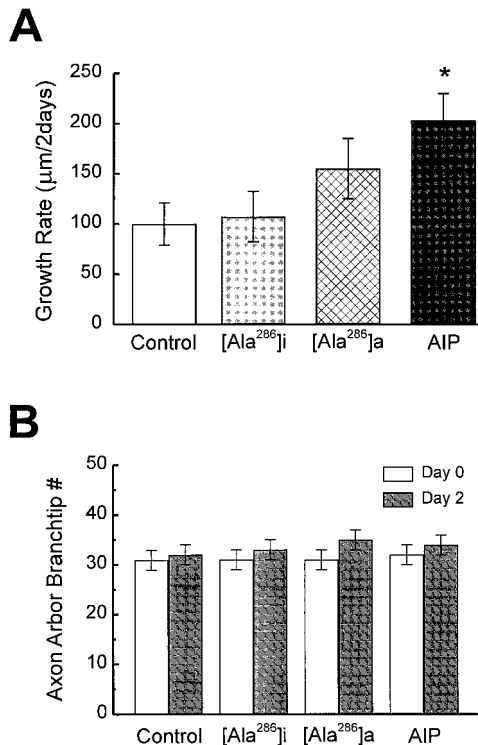 A
Growth Rate (μm/2days)
250
200
150
100
50
0
*
Control [Ala²⁸⁶]i [Ala²⁸⁶]a AIP
B
Axon Arbor Branchtip #
50
40
30
20
10
0
Day 0
Day 2
Control [Ala²⁸⁶]i [Ala²⁸⁶]a AIP